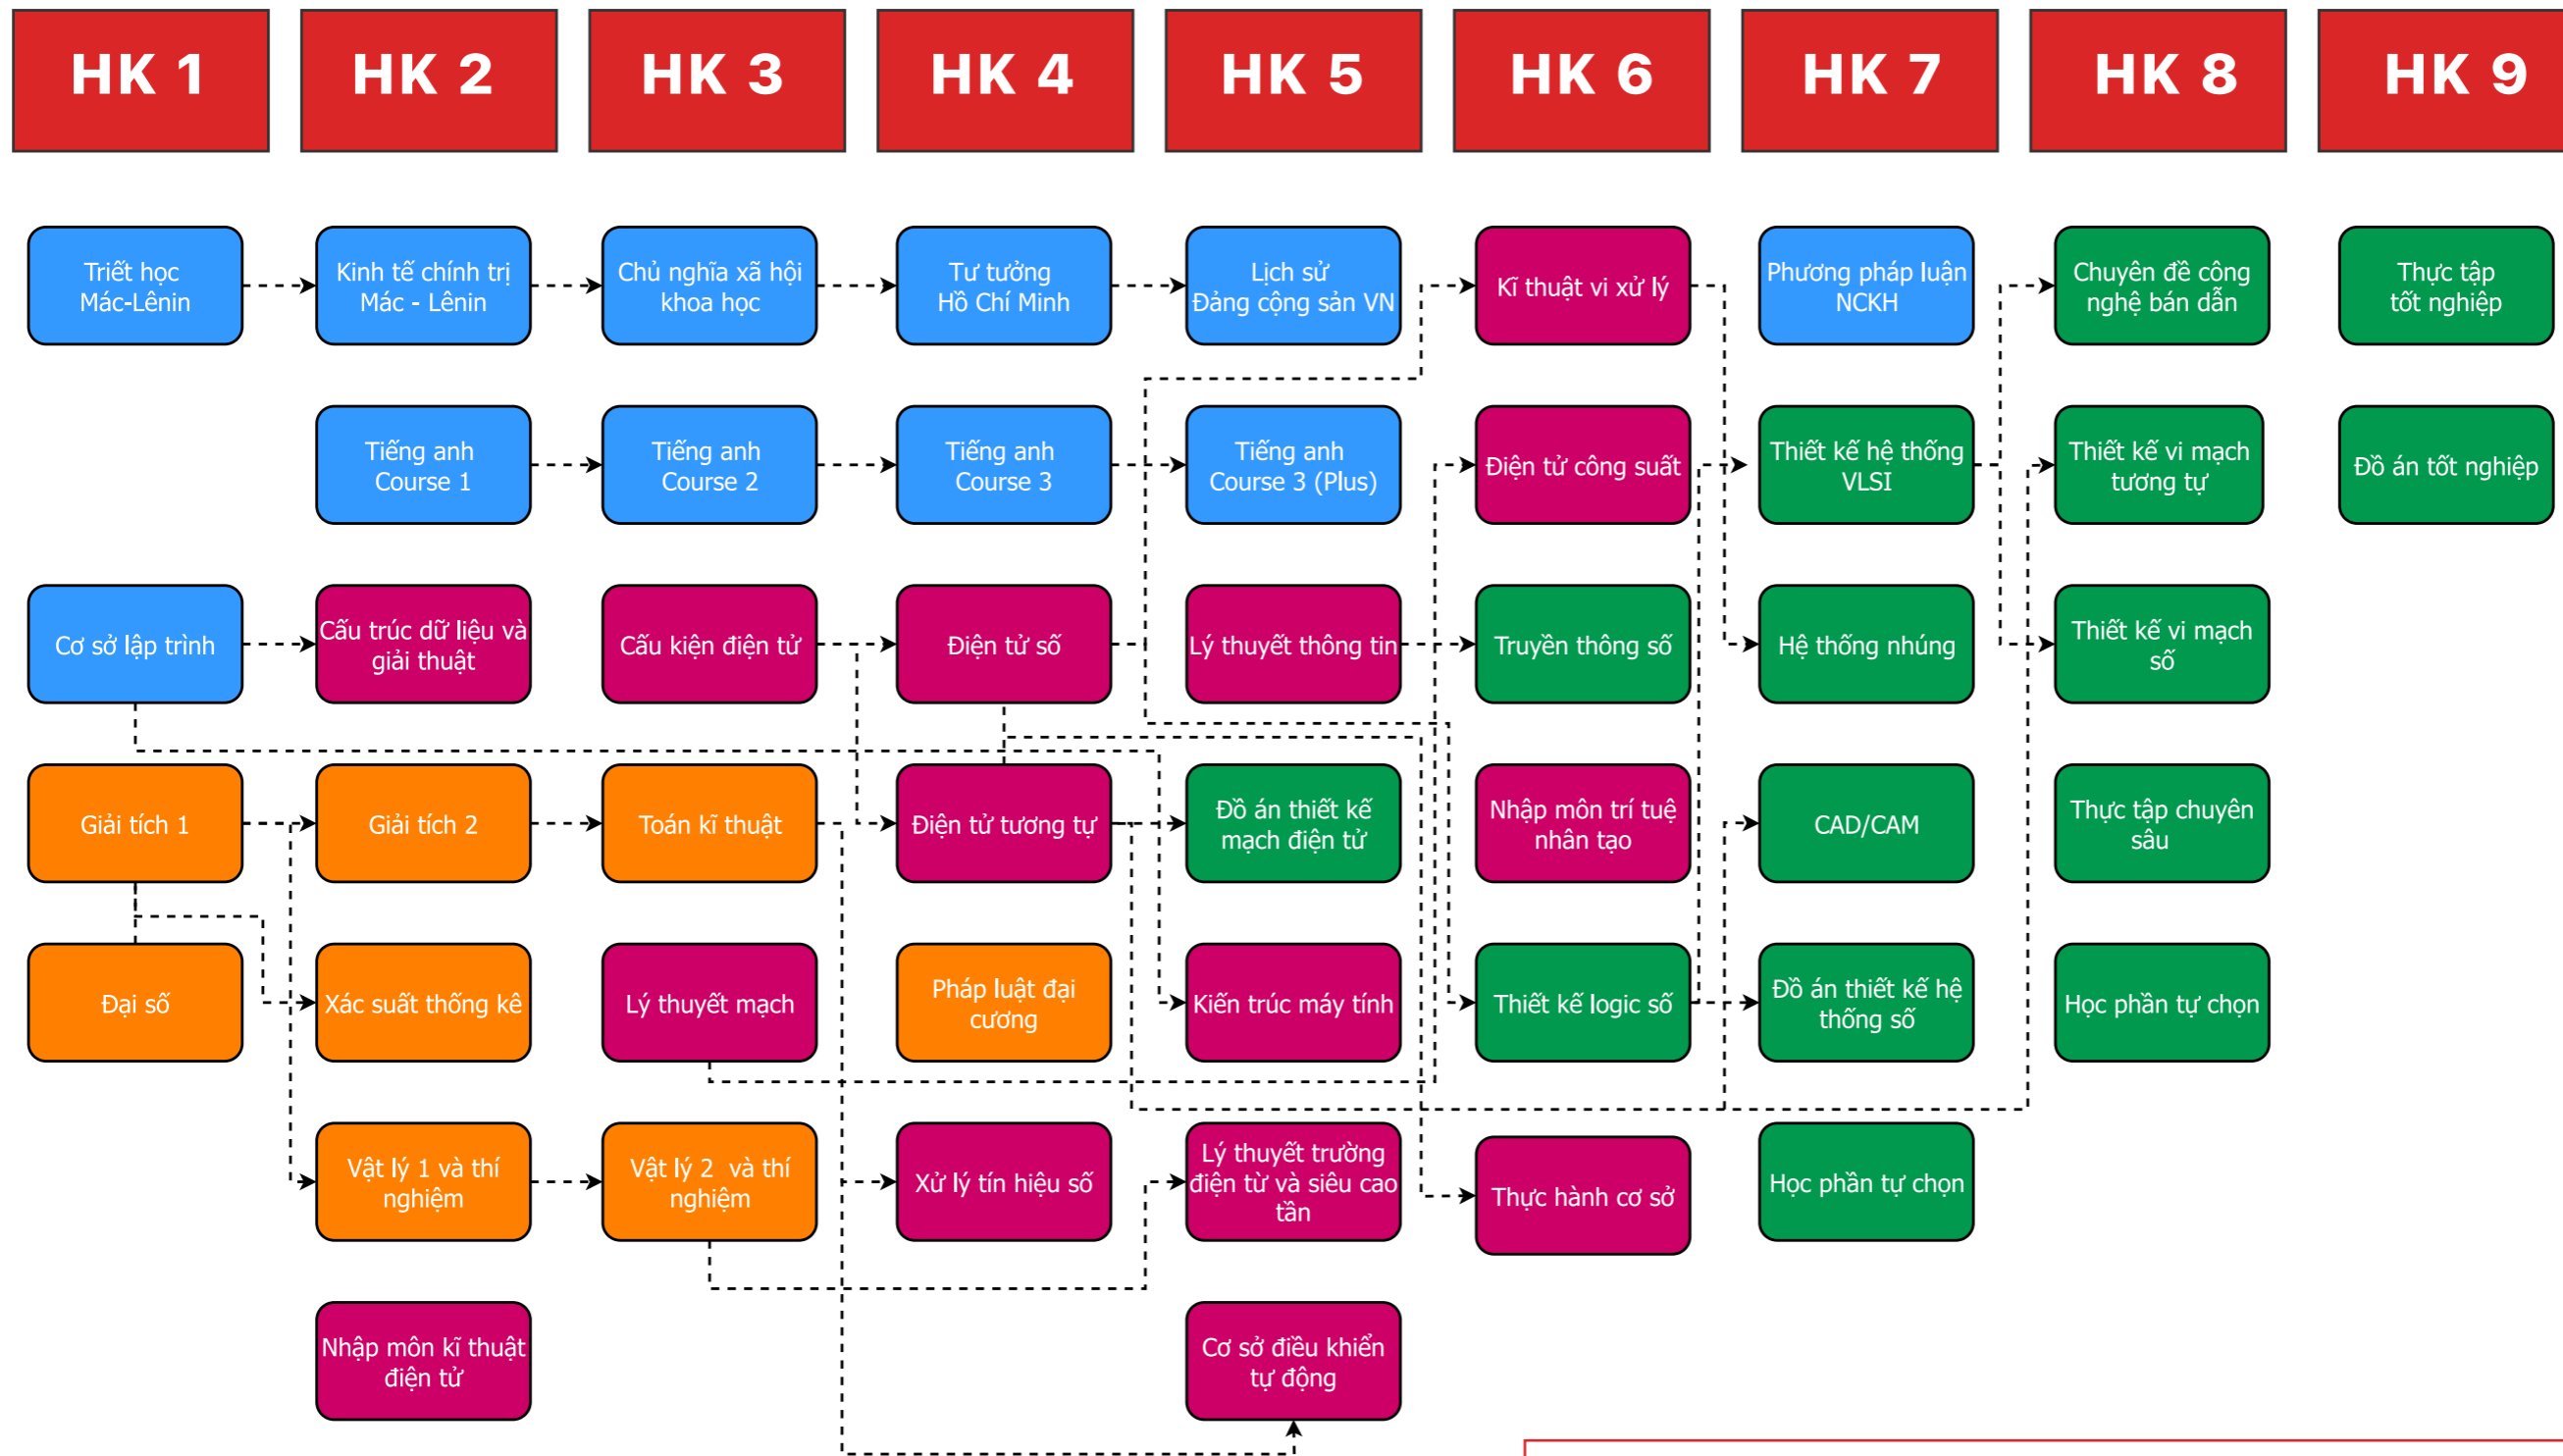 HK 1
HK 2
HK 3
HK 4
HK 5
HK 6
HK 7
HK 8
HK 9
Triết học
Mác-Lênin
Kinh tế chính trị
Mác - Lênin
Chủ nghĩa xã hội
khoa học
Tư tưởng
Hồ Chí Minh
Lịch sử
Đảng cộng sản VN
Kĩ thuật vi xử lý
Phương pháp luận
NCKH
Chuyên đề công
nghệ bán dẫn
Thực tập
tốt nghiệp
Tiếng anh
Course 1
Tiếng anh
Course 2
Tiếng anh
Course 3
Tiếng anh
Course 3 (Plus)
Điện tử công suất
Thiết kế hệ thống
VLSI
Thiết kế vi mạch
tương tự
Đồ án tốt nghiệp
Cơ sở lập trình
Cấu trúc dữ liệu và
giải thuật
Cấu kiện điện tử
Điện tử số
Lý thuyết thông tin
Truyền thông số
Hệ thống nhúng
Thiết kế vi mạch
số
Giải tích 1
Giải tích 2
Toán kĩ thuật
Điện tử tương tự
Đồ án thiết kế
mạch điện tử
Nhập môn trí tuệ
nhân tạo
CAD/CAM
Thực tập chuyên
sâu
Đại số
Xác suất thống kê
Lý thuyết mạch
Pháp luật đại
cương
Kiến trúc máy tính
Thiết kế logic số
Đồ án thiết kế hệ
thống số
Học phần tự chọn
Vật lý 1 và thí
nghiệm
Vật lý 2 và thí
nghiệm
Xử lý tín hiệu số
Lý thuyết trường
điện từ và siêu cao
tần
Thực hành cơ sở
Học phần tự chọn
Nhập môn kĩ thuật
điện tử
Cơ sở điều khiển
tự động